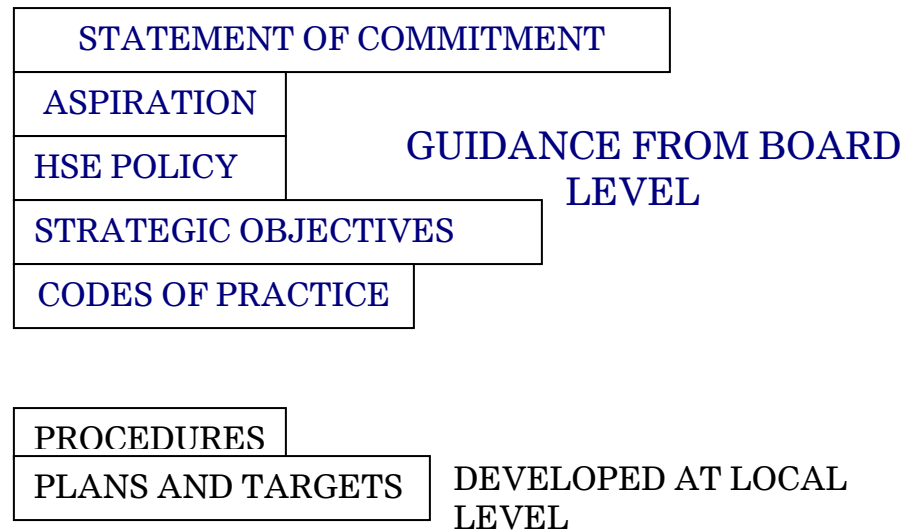 STATEMENT OF COMMITMENT
ASPIRATION
HSE POLICY
GUIDANCE FROM BOARD
LEVEL
STRATEGIC OBJECTIVES
CODES OF PRACTICE
PROCEDURES
PLANS AND TARGETS
DEVELOPED AT LOCAL
LEVEL